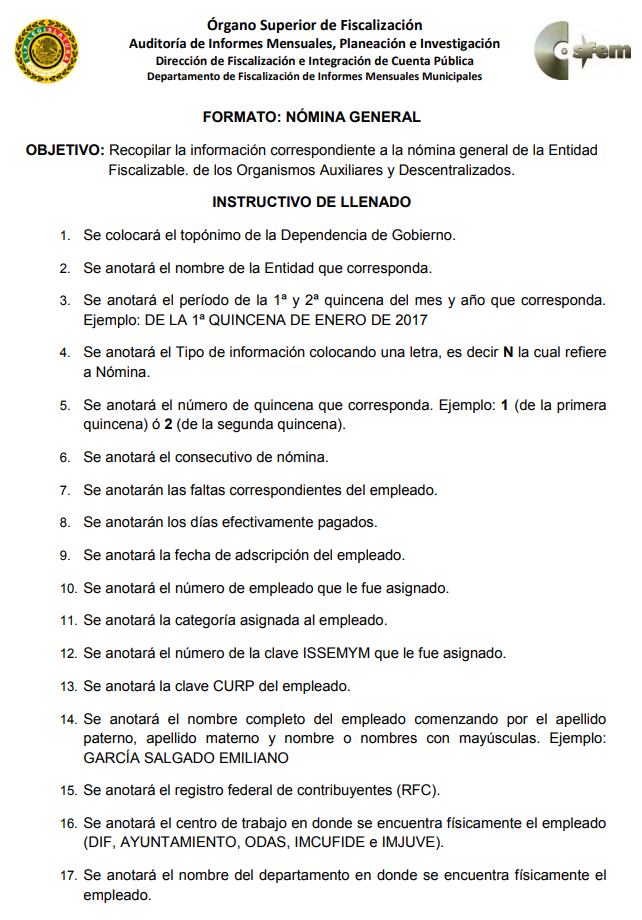 Órgano Superior de Fiscalización
Auditoría de Informes Mensuales, Planeación e Investigación
Dirección de Fiscalización e Integración de Cuenta Pública
Departamento de Fiscalización de Informes Mensuales Municipales
osfem
FORMATO: NÓMINA GENERAL
OBJETIVO: Recopilar la información correspondiente a la nómina general de la Entidad
Fiscalizable. de los Organismos Auxiliares y Descentralizados.
INSTRUCTIVO DE LLENADO
1. Se colocará el topónimo de la Dependencia de Gobierno.
2. Se anotará el nombre de la Entidad que corresponda.
3. Se anotará el período de la 1ª y 2ª quincena del mes y año que corresponda.
Ejemplo: DE LA 1ª QUINCENA DE ENERO DE 2017
4. Se anotará el Tipo de información colocando una letra, es decir N la cual refiere
a Nómina.
5. Se anotará el número de quincena que corresponda. Ejemplo: 1 (de la primera
quincena) ó 2 (de la segunda quincena).
6. Se anotará el consecutivo de nómina.
7. Se anotarán las faltas correspondientes del empleado.
8. Se anotarán los días efectivamente pagados.
9. Se anotará la fecha de adscripción del empleado.
10. Se anotará el número de empleado que le fue asignado.
11. Se anotará la categoría asignada al empleado.
12. Se anotará el número de la clave ISSEMYM que le fue asignado.
13. Se anotará la clave CURP del empleado.
14. Se anotará el nombre completo del empleado comenzando por el apellido
paterno, apellido materno y nombre o nombres con mayúsculas. Ejemplo:
GARCÍA SALGADO EMILIANO
15. Se anotará el registro federal de contribuyentes (RFC).
16. Se anotará el centro de trabajo en donde se encuentra físicamente el empleado
(DIF, AYUNTAMIENTO, ODAS, IMCUFIDE e IMJUVE).
17. Se anotará el nombre del departamento en donde se encuentra físicamente el
empleado.